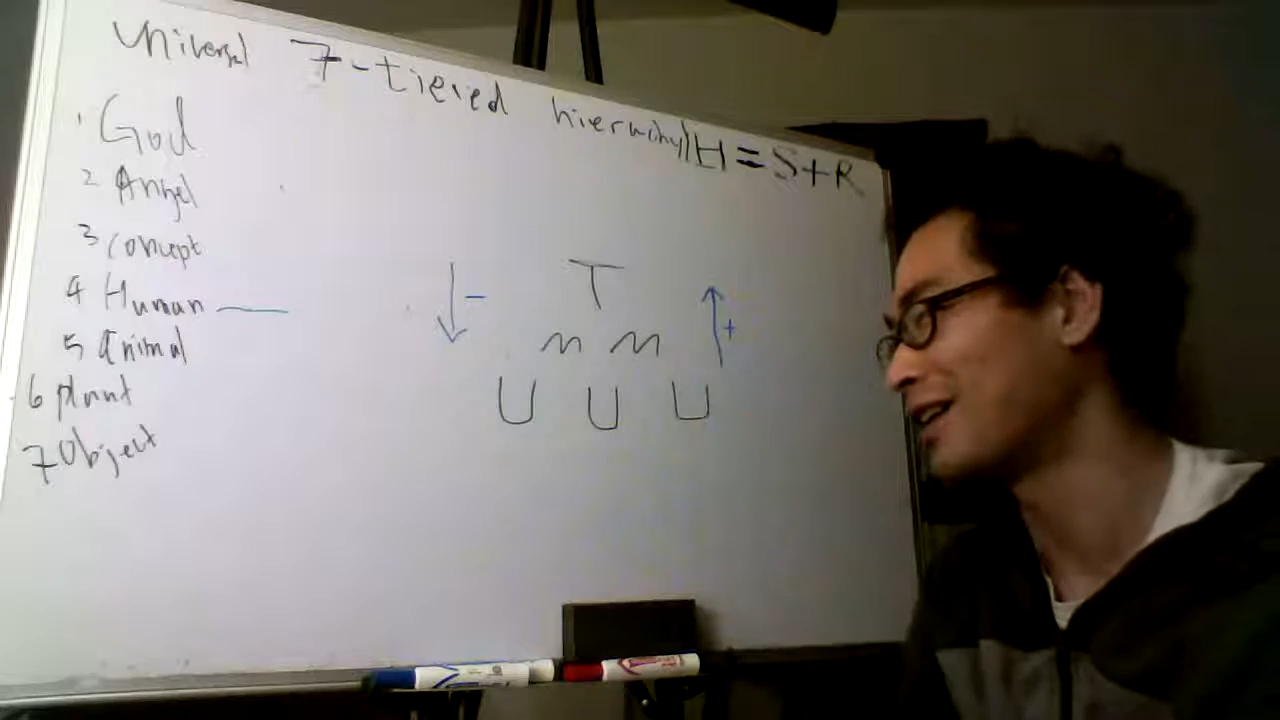 Universal 7-tiered hierarchy H = S+R
1 God
2 Angel
3 concept
4 Human
5 Animal
6 plant
7 Object
↓ - T ↑ +
m m
U U U